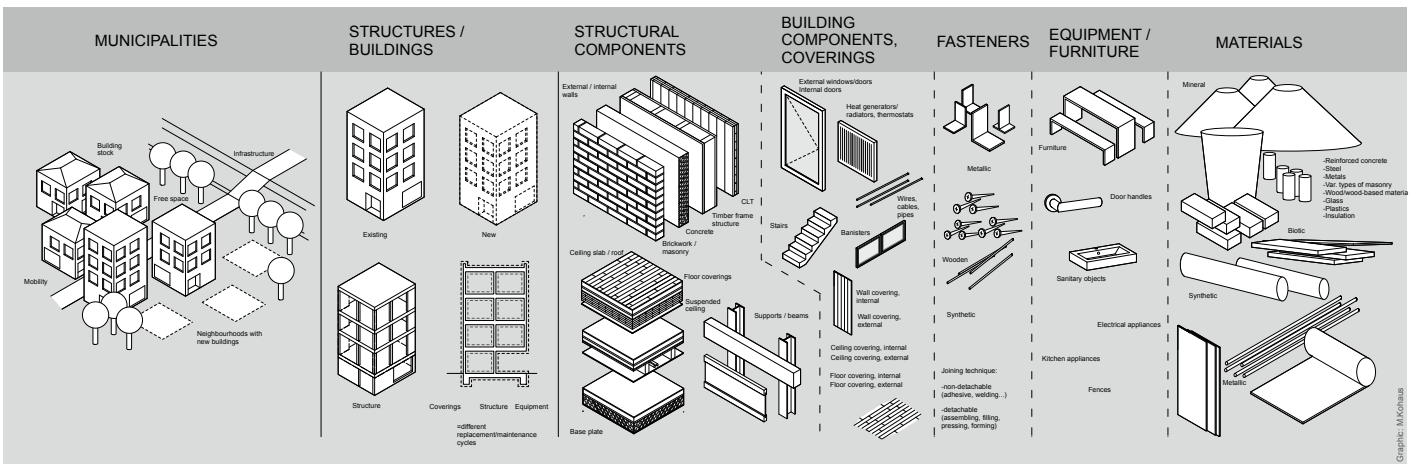 MUNICIPALITIES
STRUCTURES /
BUILDINGS
STRUCTURAL
COMPONENTS
BUILDING
COMPONENTS,
COVERINGS
FASTENERS
EQUIPMENT /
FURNITURE
MATERIALS
Building
stock
Infrastructure
Free space
Mobility
Neighbourhoods with
new buildings
Existing
New
Structure
Coverings
Structure
Equipment
=different
replacement/maintenance
cycles
External / internal
walls
CLT
Timber frame
structure
Concrete
Brickwork /
masonry
Ceiling slab / roof
Floor coverings
Suspended
ceiling
Supports / beams
Base plate
External windows/doors
Internal doors
Heat generators/
radiators, thermostats
Wires,
cables,
pipes
Stairs
Banisters
Wall covering,
internal
Wall covering,
external
Ceiling covering, internal
Ceiling covering, external
Floor covering, internal
Floor covering, external
Metallic
Wooden
Synthetic
Joining technique:
-non-detachable
(adhesive, welding...)
-detachable
(assembling, filling,
pressing, forming)
Furniture
Door handles
Sanitary objects
Electrical appliances
Kitchen appliances
Fences
Mineral
-Reinforced concrete
-Steel
-Metals
-Var. types of masonry
-Wood/wood-based materia
-Glass
-Plastics
-Insulation
Biotic
Synthetic
Metallic
Graphic: M.Kohaus